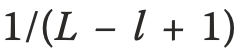 1/(L − l + 1)